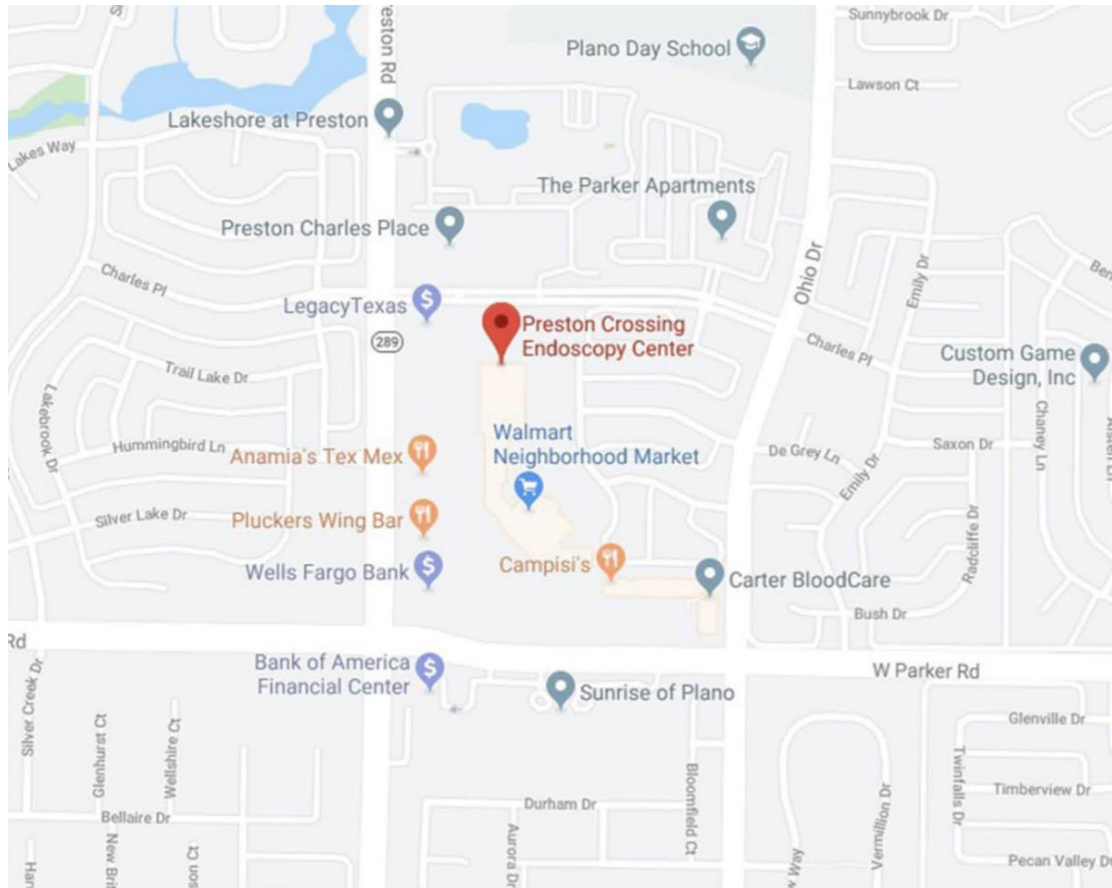 Sunnybrook Dr
Plano Day School
Lawson Ct
Lakeshore at Preston
Lakes Way
The Parker Apartments
Preston Charles Place
Ohio Dr
Emily Dr
Charles Pl
LegacyTexas
289
Preston Crossing
Endoscopy Center
Charles Pl
Custom Game
Design, Inc
Trail Lake Dr
Lakebrook Dr
Hummingbird Ln
Anamia's Tex Mex
Walmart
Neighborhood Market
De Grey Ln
Saxon Dr
Chaney Ln
Emily Dr
Silver Lake Dr
Pluckers Wing Bar
Radcliffe Dr
Wells Fargo Bank
Campisi's
Carter BloodCare
Bush Dr
Rd
W Parker Rd
Bank of America
Financial Center
Sunrise of Plano
Silver Creek Dr
Glenhurst Ct
Wellshire Ct
Glenville Dr
Twinfalls Dr
Timberview Dr
Bellaire Dr
Durham Dr
Bloomfield Ct
Vermillion Dr
Aurora Dr
Pecan Valley Dr